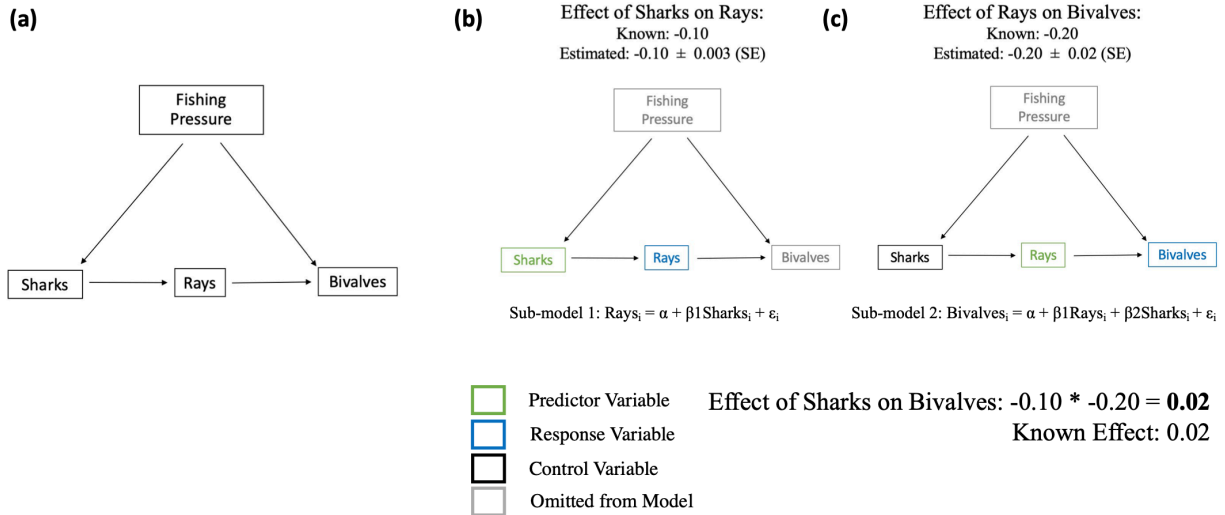 (a)
Fishing
Pressure
Sharks
Rays
Bivalves
(b)
Effect of Sharks on Rays:
Known: -0.10
Estimated: -0.10 ± 0.003 (SE)
Fishing
Pressure
Sharks
Rays
Bivalves
Sub-model 1: Raysᵢ = α + β1Sharksᵢ + εᵢ
(c)
Effect of Rays on Bivalves:
Known: -0.20
Estimated: -0.20 ± 0.02 (SE)
Fishing
Pressure
Sharks
Rays
Bivalves
Sub-model 2: Bivalvesᵢ = α + β1Raysᵢ + β2Sharksᵢ + εᵢ
Predictor Variable
Response Variable
Control Variable
Omitted from Model
Effect of Sharks on Bivalves: -0.10 * -0.20 = 0.02
Known Effect: 0.02